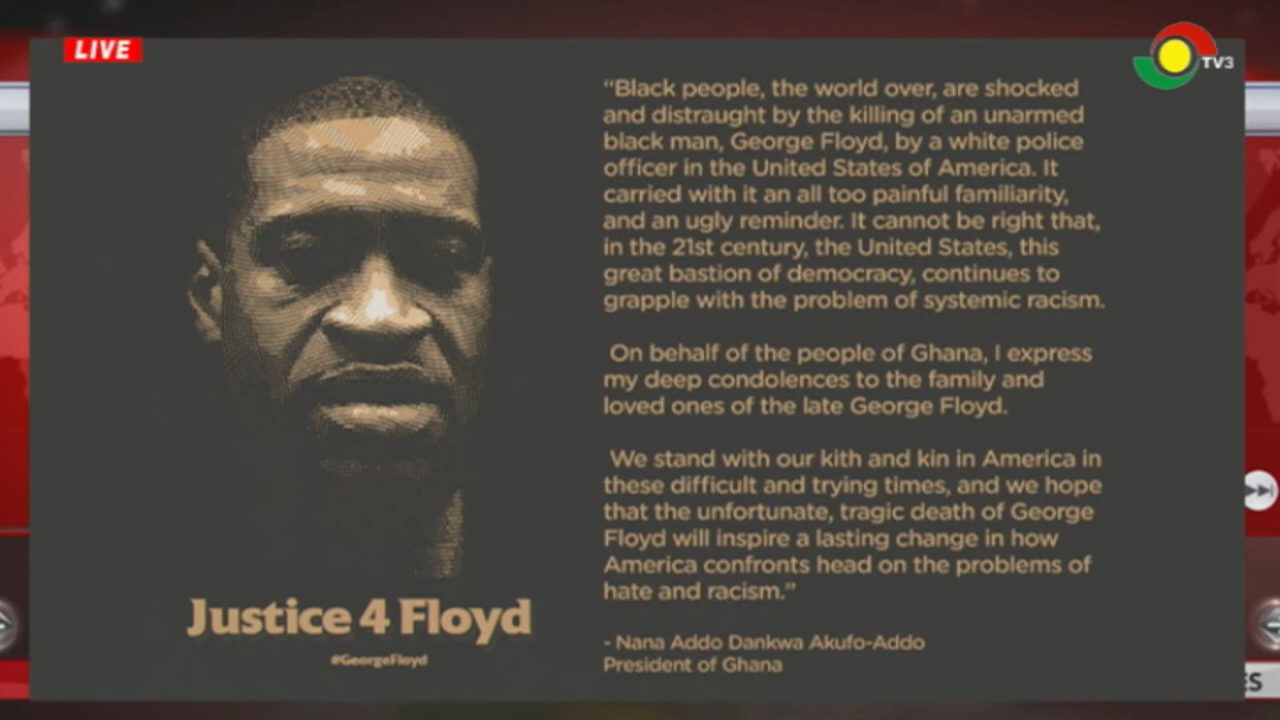 LIVE
TV3
“Black people, the world over, are shocked
and distraught by the killing of an unarmed
black man, George Floyd, by a white police
officer in the United States of America. It
carried with it an all too painful familiarity,
and an ugly reminder. It cannot be right that,
in the 21st century, the United States, this
great bastion of democracy, continues to
grapple with the problem of systemic racism.
On behalf of the people of Ghana, I express
my deep condolences to the family and
loved ones of the late George Floyd.
We stand with our kith and kin in America in
these difficult and trying times, and we hope
that the unfortunate, tragic death of George
Floyd will inspire a lasting change in how
America confronts head on the problems of
hate and racism.”
- Nana Addo Dankwa Akufo-Addo
President of Ghana
Justice 4 Floyd
#GeorgeFloyd